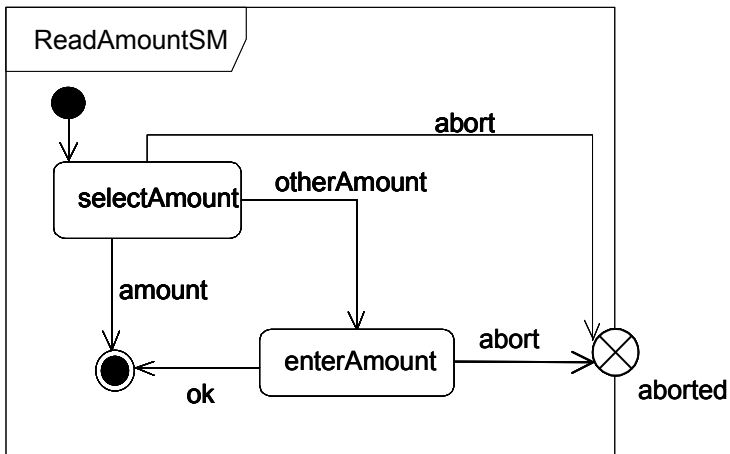 ReadAmountSM
abort
selectAmount
otherAmount
amount
enterAmount
abort
ok
aborted